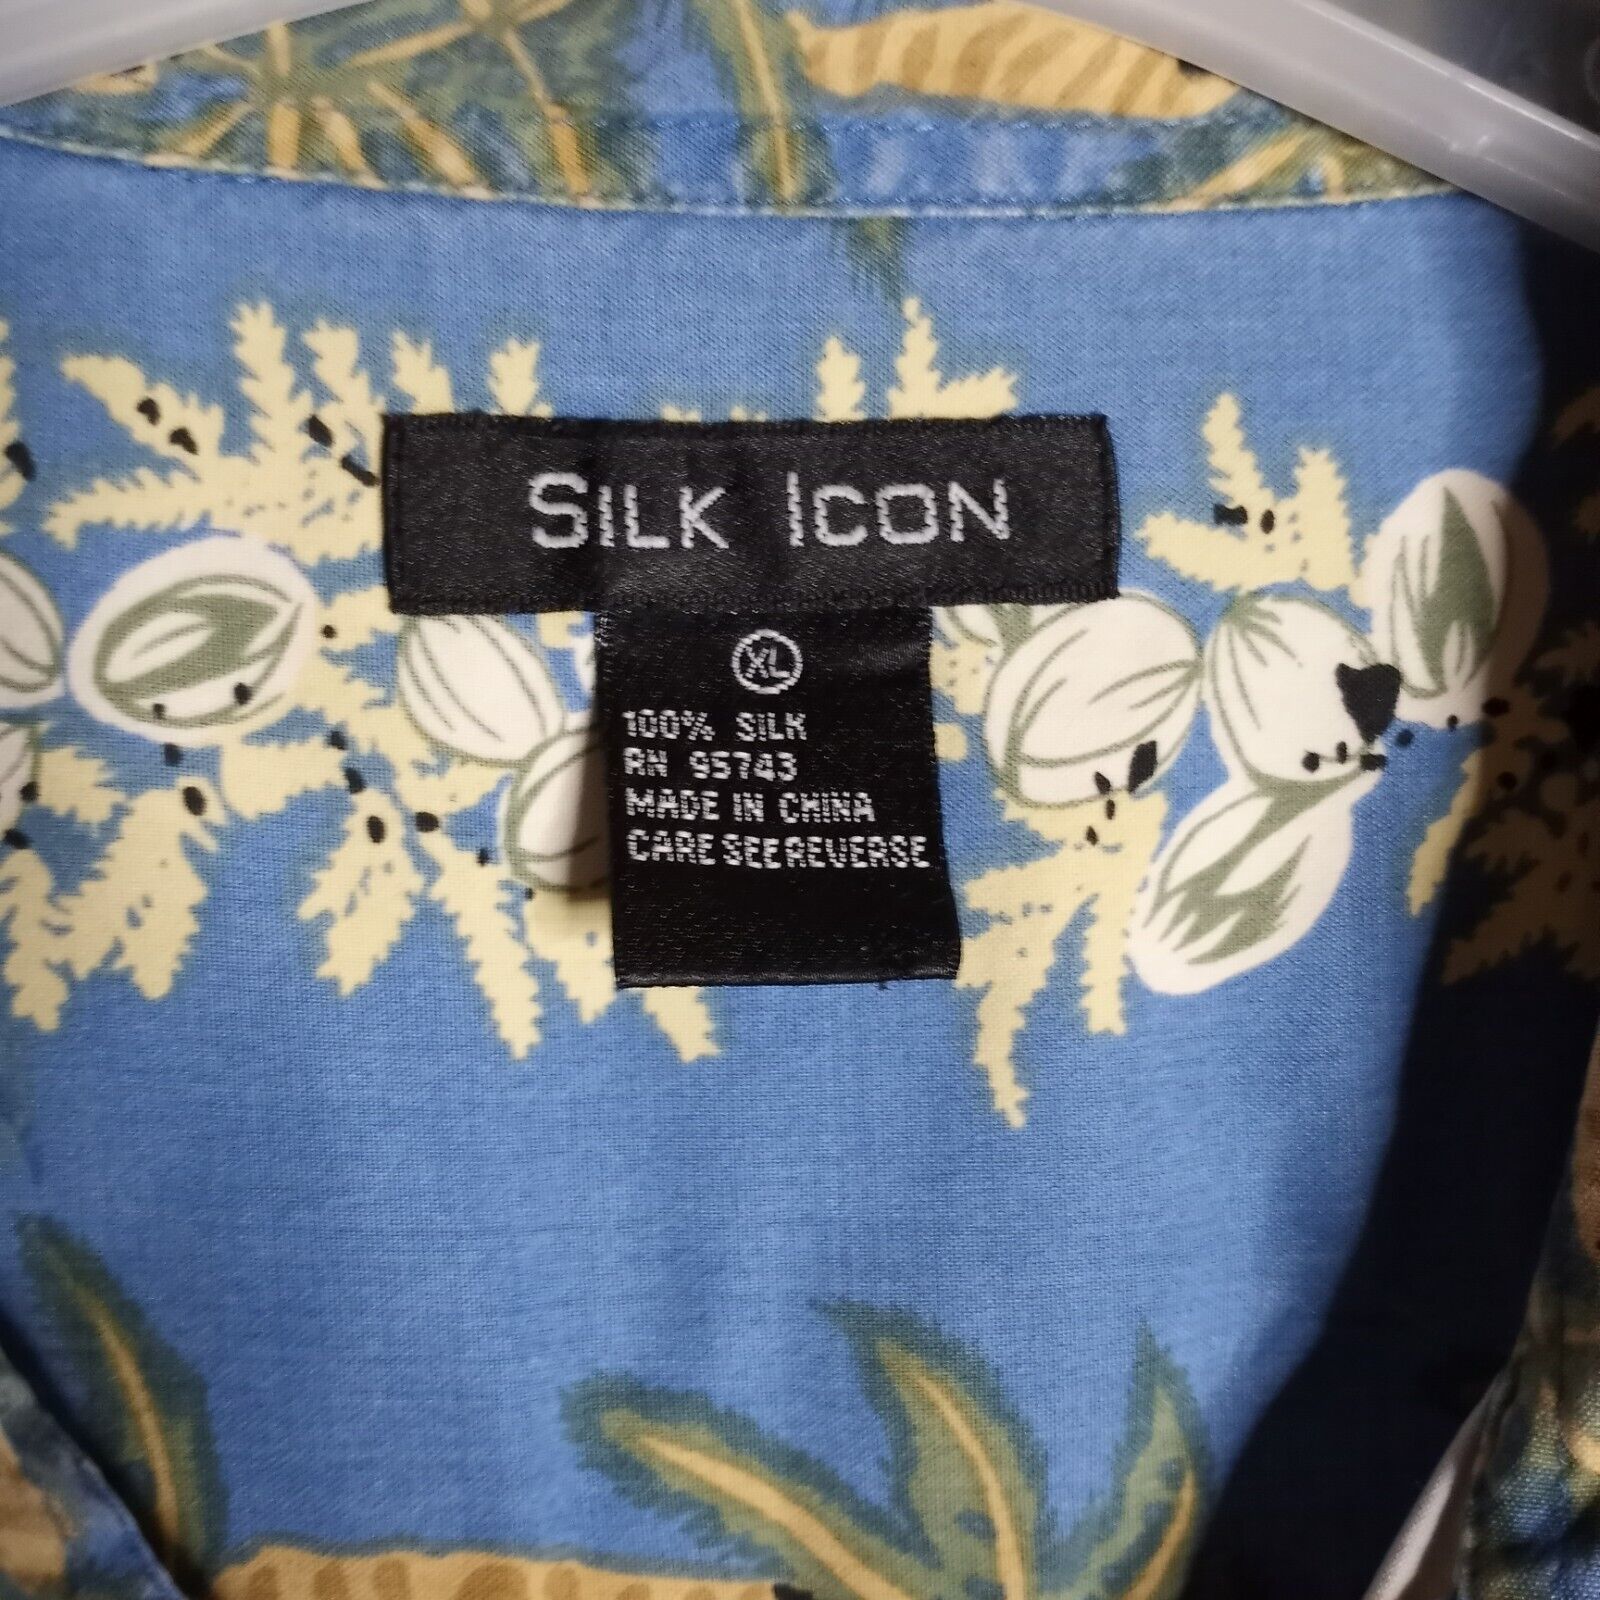 SILK ICON
XL
100% SILK
RN 95743
MADE IN CHINA
CARE SEE REVERSE